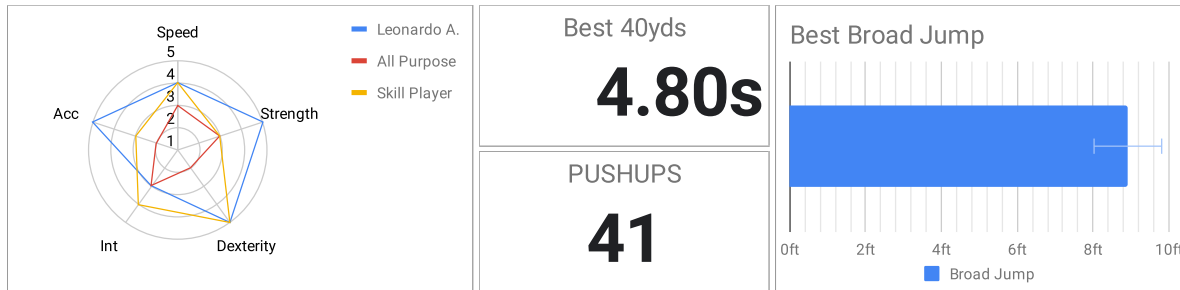 Speed
5
4
3
2
1
Acc
Strength
Int
Dexterity
Leonardo A.
All Purpose
Skill Player
Best 40yds
4.80s
PUSHUPS
41
Best Broad Jump
0ft 2ft 4ft 6ft 8ft 10ft
Broad Jump